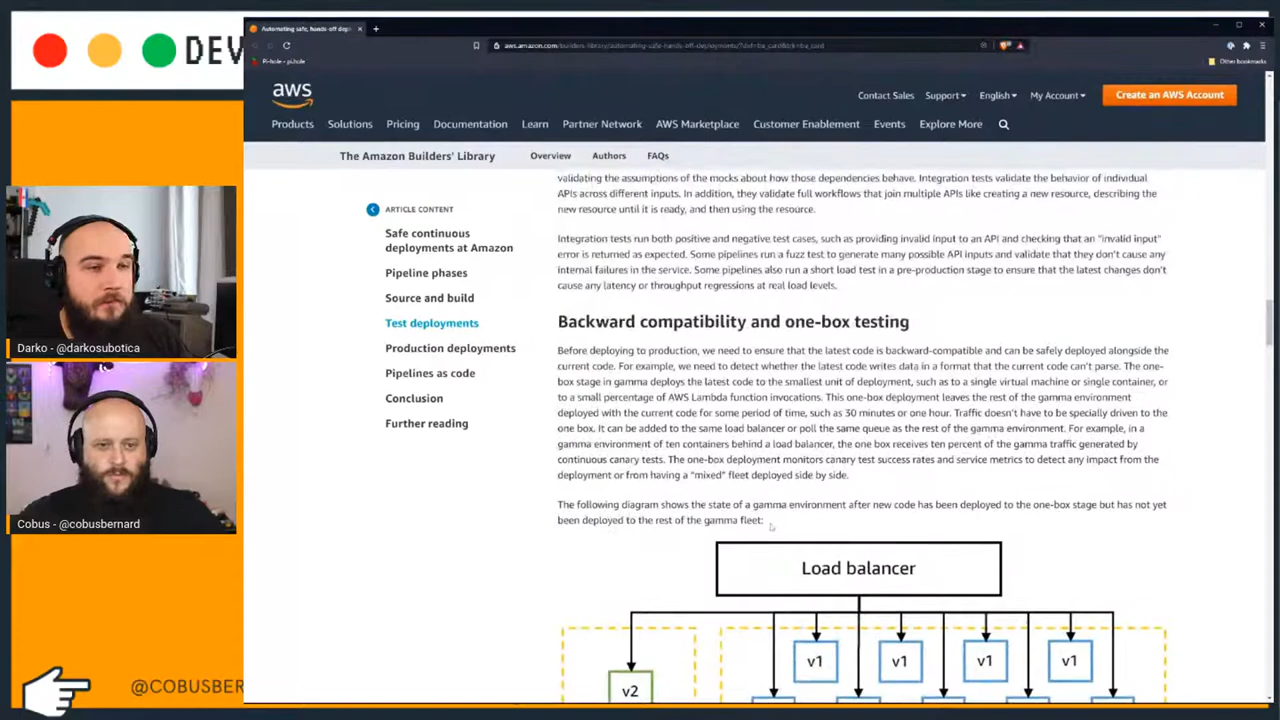 DEV
Automating safe, hands-off dep
aws.amazon.com/builders-library/automating-safe-hands-off-deployments/
Pi-hole - pi.hole
Other bookmarks
aws
Contact Sales Support English My Account Create an AWS Account
Products Solutions Pricing Documentation Learn Partner Network AWS Marketplace Customer Enablement Events Explore More
The Amazon Builders' Library Overview Authors FAQs
ARTICLE CONTENT
Safe continuous
deployments at Amazon
Pipeline phases
Source and build
Test deployments
Production deployments
Pipelines as code
Conclusion
Further reading
validating the assumptions of the mocks about how those dependencies behave. Integration tests validate the behavior of individual
APIs across different inputs. In addition, they validate full workflows that join multiple APIs like creating a new resource, describing the
new resource until it is ready, and then using the resource.
Integration tests run both positive and negative test cases, such as providing invalid input to an API and checking that an "invalid input"
error is returned as expected. Some pipelines run a fuzz test to generate many possible API inputs and validate that they don't cause any
internal failures in the service. Some pipelines also run a short load test in a pre-production stage to ensure that the latest changes don't
cause any latency or throughput regressions at real load levels.
Backward compatibility and one-box testing
Before deploying to production, we need to ensure that the latest code is backward-compatible and can be safely deployed alongside the
current code. For example, we need to detect whether the latest code writes data in a format that the current code can't parse. The one-
box stage in gamma deploys the latest code to the smallest unit of deployment, such as to a single virtual machine or single container, or
to a small percentage of AWS Lambda function invocations. This one-box deployment leaves the rest of the gamma environment
deployed with the current code for some period of time, such as 30 minutes or one hour. Traffic doesn't have to be specially driven to the
one box. It can be added to the same load balancer or poll the same queue as the rest of the gamma environment. For example, in a
gamma environment of ten containers behind a load balancer, the one box receives ten percent of the gamma traffic generated by
continuous canary tests. The one-box deployment monitors canary test success rates and service metrics to detect any impact from the
deployment or from having a "mixed" fleet deployed side by side.
The following diagram shows the state of a gamma environment after new code has been deployed to the one-box stage but has not yet
been deployed to the rest of the gamma fleet:
Load balancer
v1 v1 v1 v1
v2
Darko - @darkosubotica
Cobus - @cobusbernard
@COBUSBER